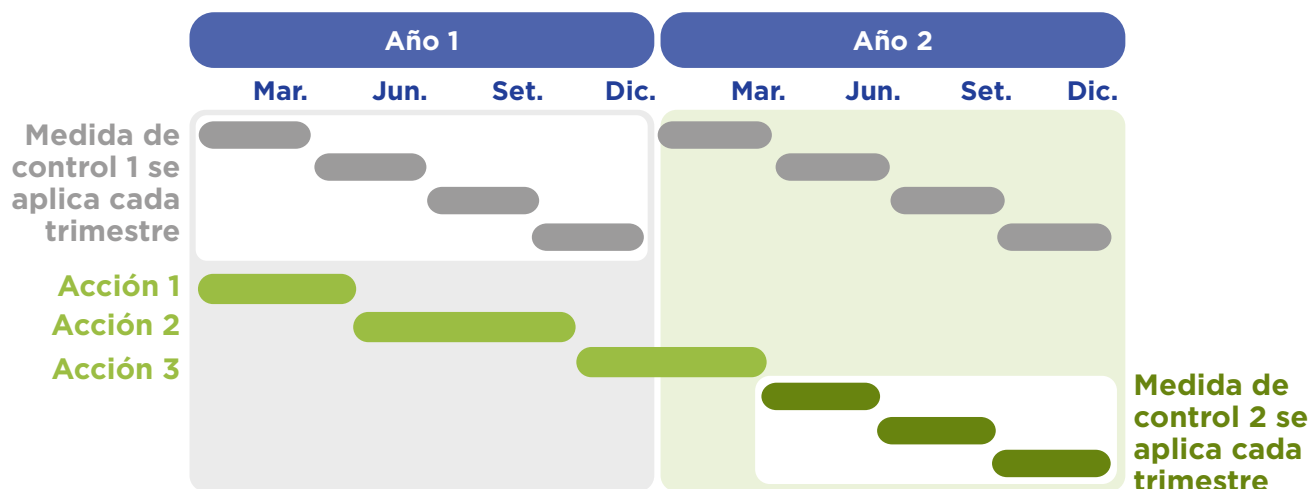 Año 1
Año 2
Mar. Jun. Set. Dic. Mar. Jun. Set. Dic.
Medida de
control 1 se
aplica cada
trimestre
Acción 1
Acción 2
Acción 3
Medida de
control 2 se
aplica cada
trimestre